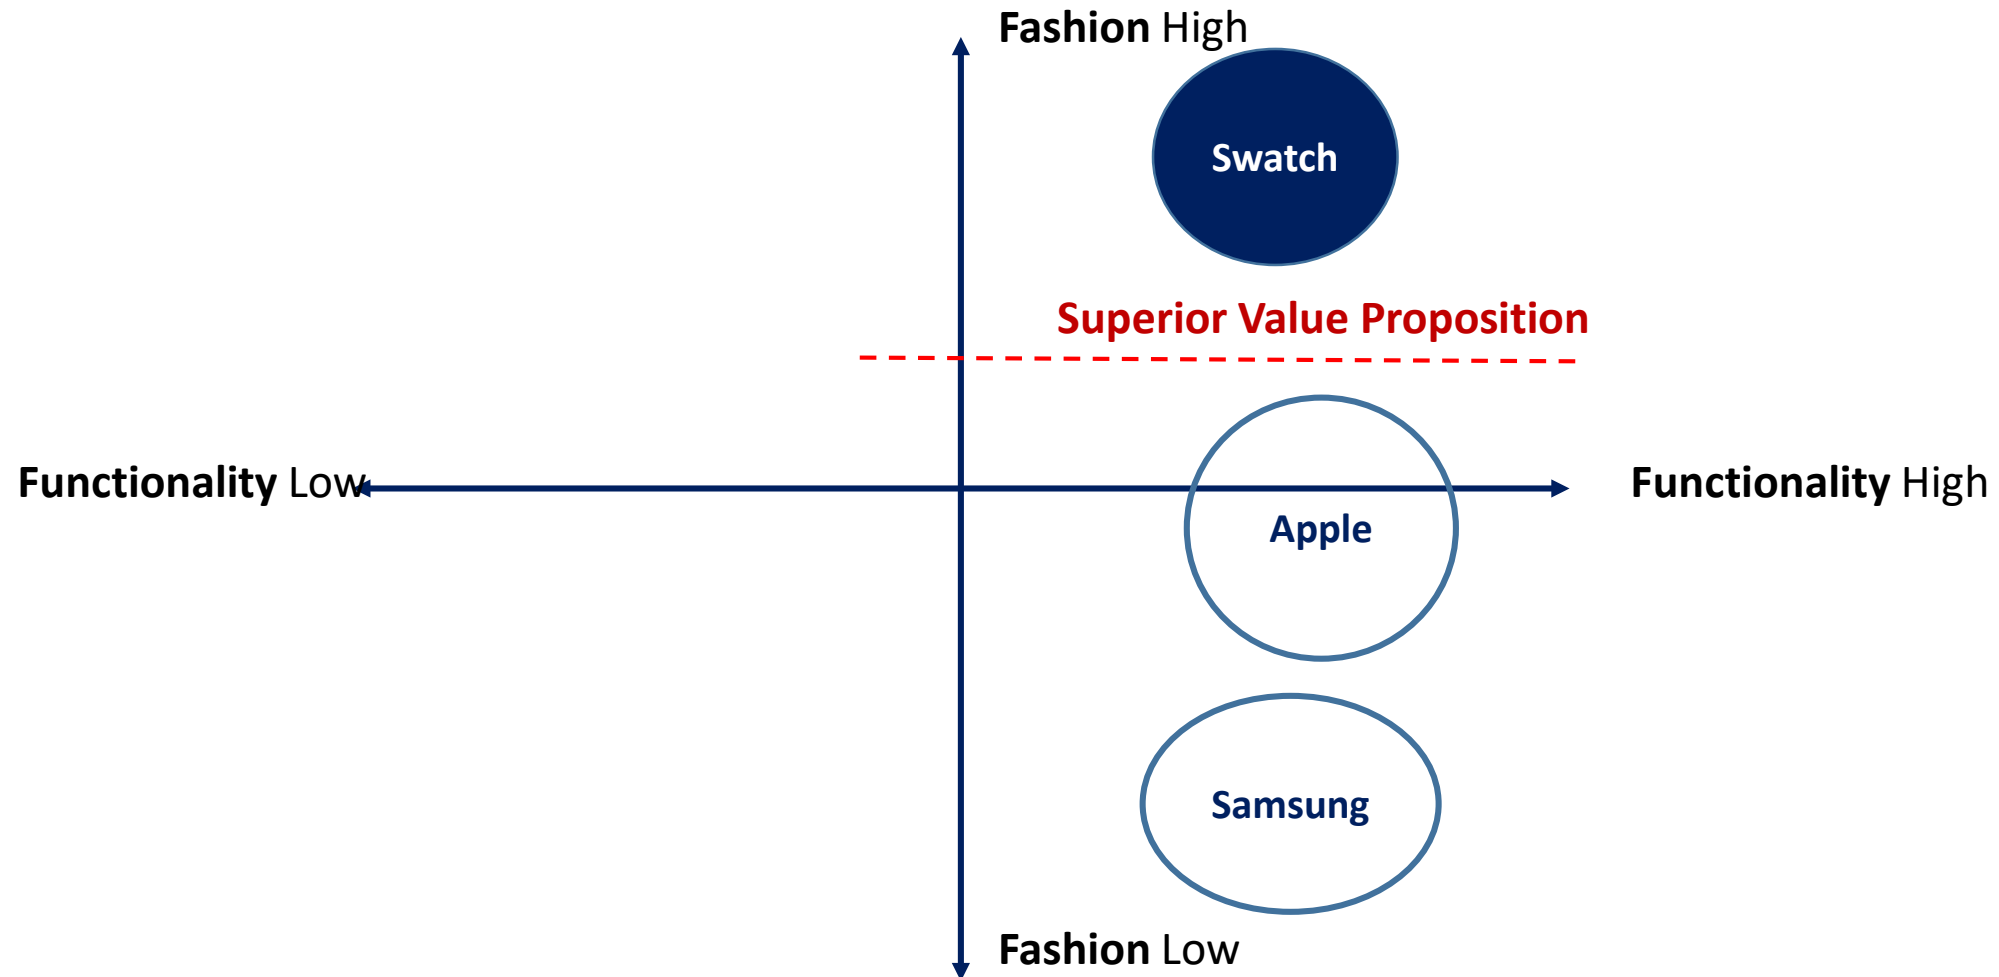 Fashion High
Swatch
Superior Value Proposition
Functionality Low
Functionality High
Apple
Samsung
Fashion Low